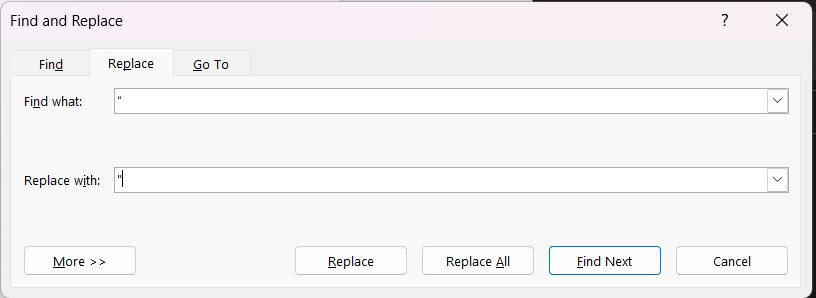 Find and Replace ? ✕
Find Replace Go To
Find what: “
Replace with: "
More >> Replace Replace All Find Next Cancel